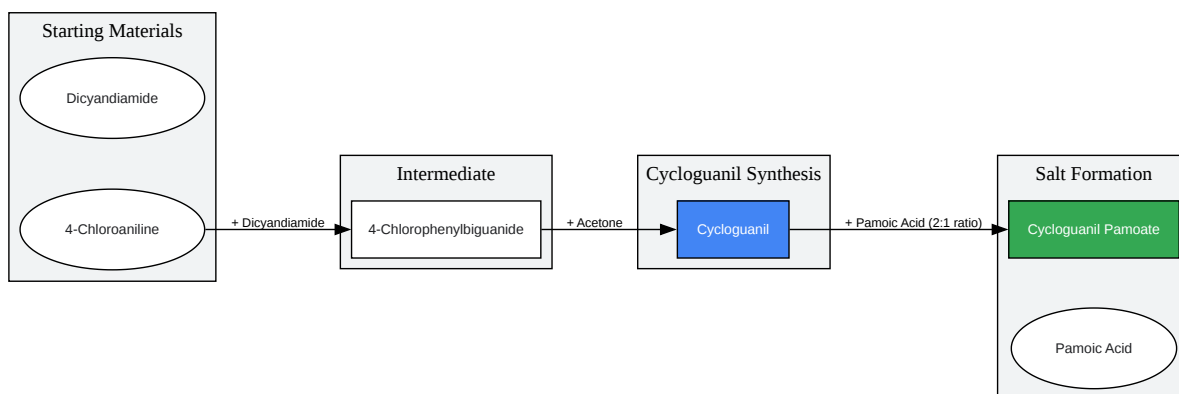 Starting Materials
Dicyandiamide
4-Chloroaniline
+ Dicyandiamide
Intermediate
4-Chlorophenylbiguanide
+ Acetone
Cycloguanil Synthesis
Cycloguanil
+ Pamoic Acid (2:1 ratio)
Salt Formation
Cycloguanil Pamoate
Pamoic Acid